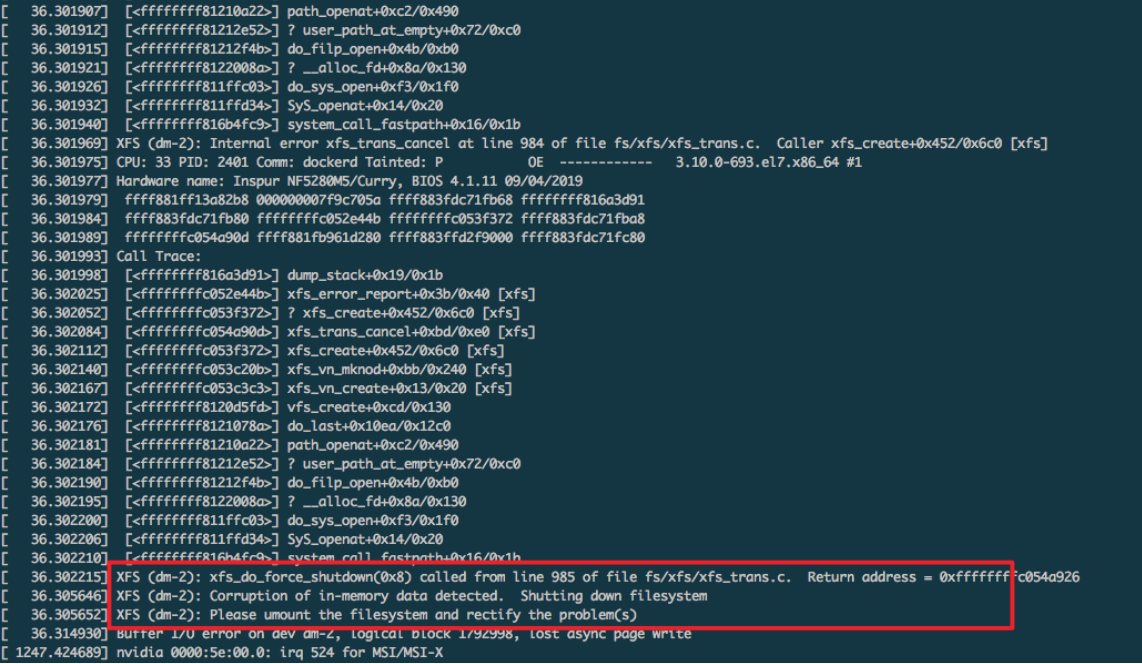 [   36.301907]  [<ffffffff81210a22>] path_openat+0xc2/0x490
[   36.301912]  [<ffffffff81212e52>] ? user_path_at_empty+0x72/0xc0
[   36.301915]  [<ffffffff81212f4b>] do_filp_open+0x4b/0xb0
[   36.301921]  [<ffffffff8122008a>] ? __alloc_fd+0x8a/0x130
[   36.301926]  [<ffffffff811ffc03>] do_sys_open+0xf3/0x1f0
[   36.301932]  [<ffffffff811ffd34>] SyS_openat+0x14/0x20
[   36.301940]  [<ffffffff816b4fc9>] system_call_fastpath+0x16/0x1b
[   36.301969] XFS (dm-2): Internal error xfs_trans_cancel at line 984 of file fs/xfs/xfs_trans.c.  Caller xfs_create+0x452/0x6c0 [xfs]
[   36.301975] CPU: 33 PID: 2401 Comm: dockerd Tainted: P           OE  ------------   3.10.0-693.el7.x86_64 #1
[   36.301977] Hardware name: Inspur NF5280M5/Curry, BIOS 4.1.11 09/04/2019
[   36.301979]  ffff881ff13a82b8 000000007f9c705a ffff883fdc71fb68 ffffffff816a3d91
[   36.301984]  ffff883fdc71fb80 ffffffffc052e44b ffffffffc053f372 ffff883fdc71fba8
[   36.301989]  ffffffffc054a90d ffff881fb961d280 ffff883ffd2f9000 ffff883fdc71fc80
[   36.301993] Call Trace:
[   36.301998]  [<ffffffff816a3d91>] dump_stack+0x19/0x1b
[   36.302025]  [<ffffffffc052e44b>] xfs_error_report+0x3b/0x40 [xfs]
[   36.302052]  [<ffffffffc053f372>] ? xfs_create+0x452/0x6c0 [xfs]
[   36.302084]  [<ffffffffc054a90d>] xfs_trans_cancel+0xbd/0xe0 [xfs]
[   36.302112]  [<ffffffffc053f372>] xfs_create+0x452/0x6c0 [xfs]
[   36.302140]  [<ffffffffc053c20b>] xfs_vn_mknod+0xbb/0x240 [xfs]
[   36.302167]  [<ffffffffc053c3c3>] xfs_vn_create+0x13/0x20 [xfs]
[   36.302172]  [<ffffffff8120d5fd>] vfs_create+0xcd/0x130
[   36.302176]  [<ffffffff8121078a>] do_last+0x10ea/0x12c0
[   36.302181]  [<ffffffff81210a22>] path_openat+0xc2/0x490
[   36.302184]  [<ffffffff81212e52>] ? user_path_at_empty+0x72/0xc0
[   36.302190]  [<ffffffff81212f4b>] do_filp_open+0x4b/0xb0
[   36.302195]  [<ffffffff8122008a>] ? __alloc_fd+0x8a/0x130
[   36.302200]  [<ffffffff811ffc03>] do_sys_open+0xf3/0x1f0
[   36.302206]  [<ffffffff811ffd34>] SyS_openat+0x14/0x20
[   36.302210]  [<ffffffff816b4fc9>] system_call_fastpath+0x16/0x1b
[   36.302215] XFS (dm-2): xfs_do_force_shutdown(0x8) called from line 985 of file fs/xfs/xfs_trans.c.  Return address = 0xffffffffc054a926
[   36.305646] XFS (dm-2): Corruption of in-memory data detected.  Shutting down filesystem
[   36.305652] XFS (dm-2): Please umount the filesystem and rectify the problem(s)
[   36.314930] Buffer I/O error on dev dm-2, logical block 1792998, lost async page write
[ 1247.424689] nvidia 0000:5e:00.0: irq 524 for MSI/MSI-X